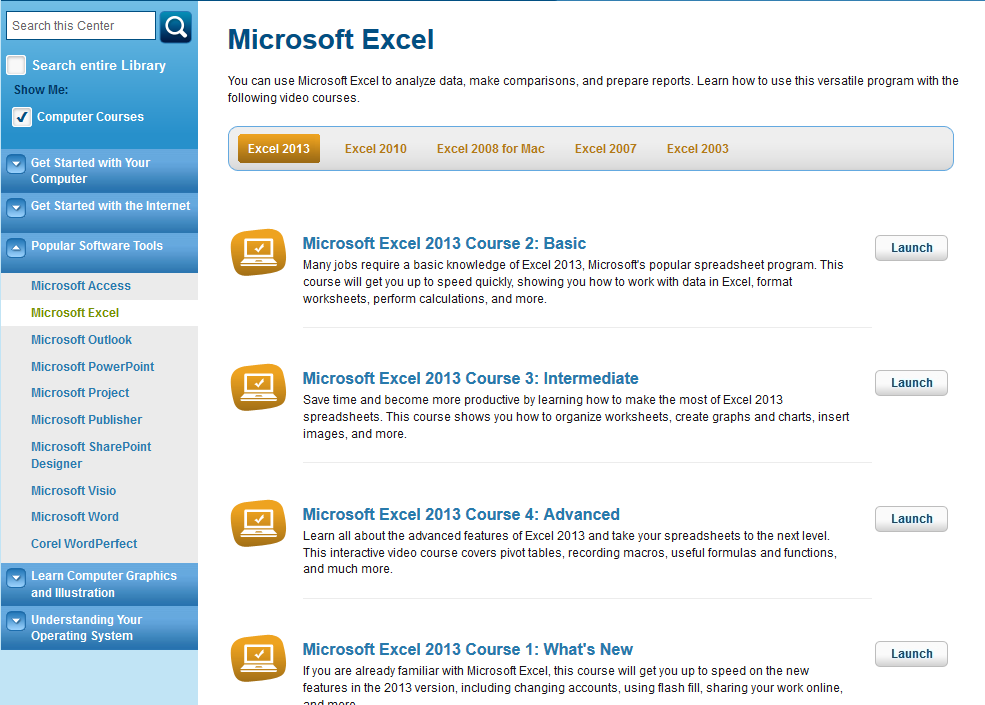 Search this Center
Search entire Library
Show Me:
Computer Courses
Get Started with Your
Computer
Get Started with the Internet
Popular Software Tools
Microsoft Access
Microsoft Excel
Microsoft Outlook
Microsoft PowerPoint
Microsoft Project
Microsoft Publisher
Microsoft SharePoint
Designer
Microsoft Visio
Microsoft Word
Corel WordPerfect
Learn Computer Graphics
and Illustration
Understanding Your
Operating System
Microsoft Excel
You can use Microsoft Excel to analyze data, make comparisons, and prepare reports. Learn how to use this versatile program with the
following video courses.
Excel 2013 Excel 2010 Excel 2008 for Mac Excel 2007 Excel 2003
Microsoft Excel 2013 Course 2: Basic
Launch
Many jobs require a basic knowledge of Excel 2013, Microsoft's popular spreadsheet program. This
course will get you up to speed quickly, showing you how to work with data in Excel, format
worksheets, perform calculations, and more.
Microsoft Excel 2013 Course 3: Intermediate
Launch
Save time and become more productive by learning how to make the most of Excel 2013
spreadsheets. This course shows you how to organize worksheets, create graphs and charts, insert
images, and more.
Microsoft Excel 2013 Course 4: Advanced
Launch
Learn all about the advanced features of Excel 2013 and take your spreadsheets to the next level.
This interactive video course covers pivot tables, recording macros, useful formulas and functions,
and much more.
Microsoft Excel 2013 Course 1: What's New
Launch
If you are already familiar with Microsoft Excel, this course will get you up to speed on the new
features in the 2013 version, including changing accounts, using flash fill, sharing your work online,
and more.